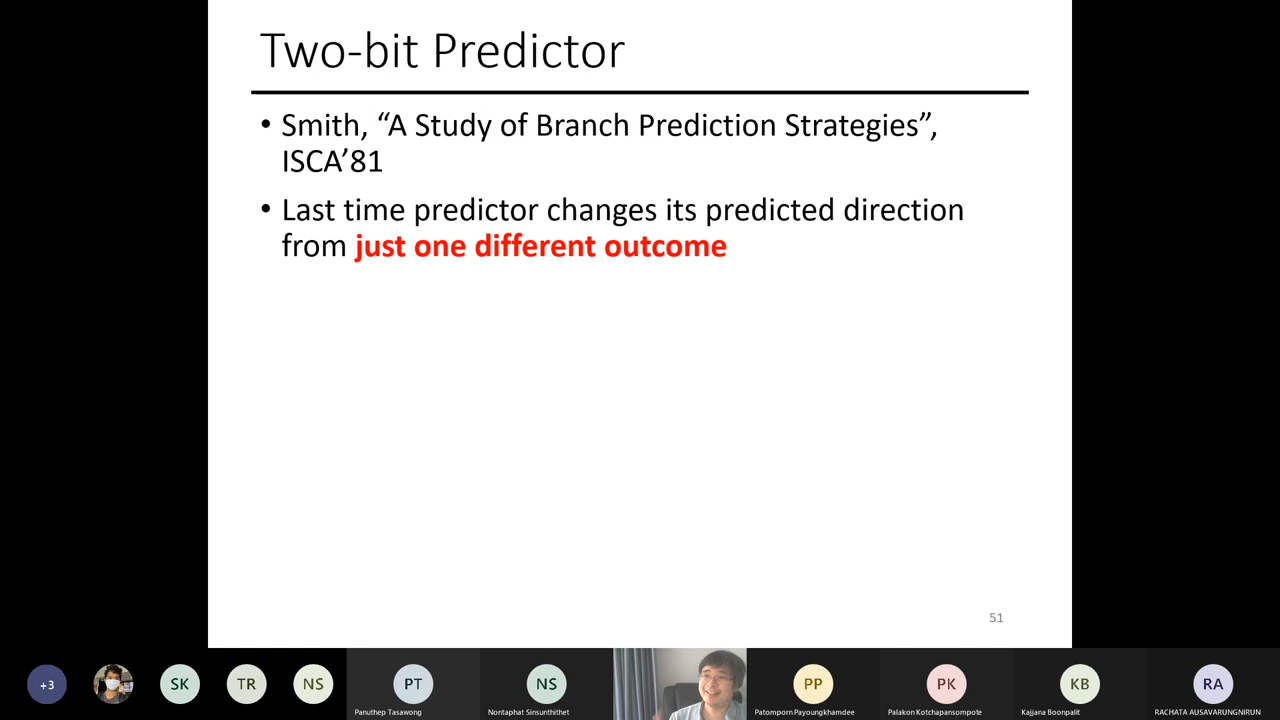 Two-bit Predictor
• Smith, “A Study of Branch Prediction Strategies”,
ISCA’81
• Last time predictor changes its predicted direction
from just one different outcome
51
+3
SK
TR
NS
PT
NS
PP
PK
KB
RA
Panuthep Tasawong
Nontaphat Sinsunthithet
Patomporn Payoungkhamdee
Palakon Kotchapansompote
Kajjana Boonpalit
RACHATA AUSAVARUNGNIRUN